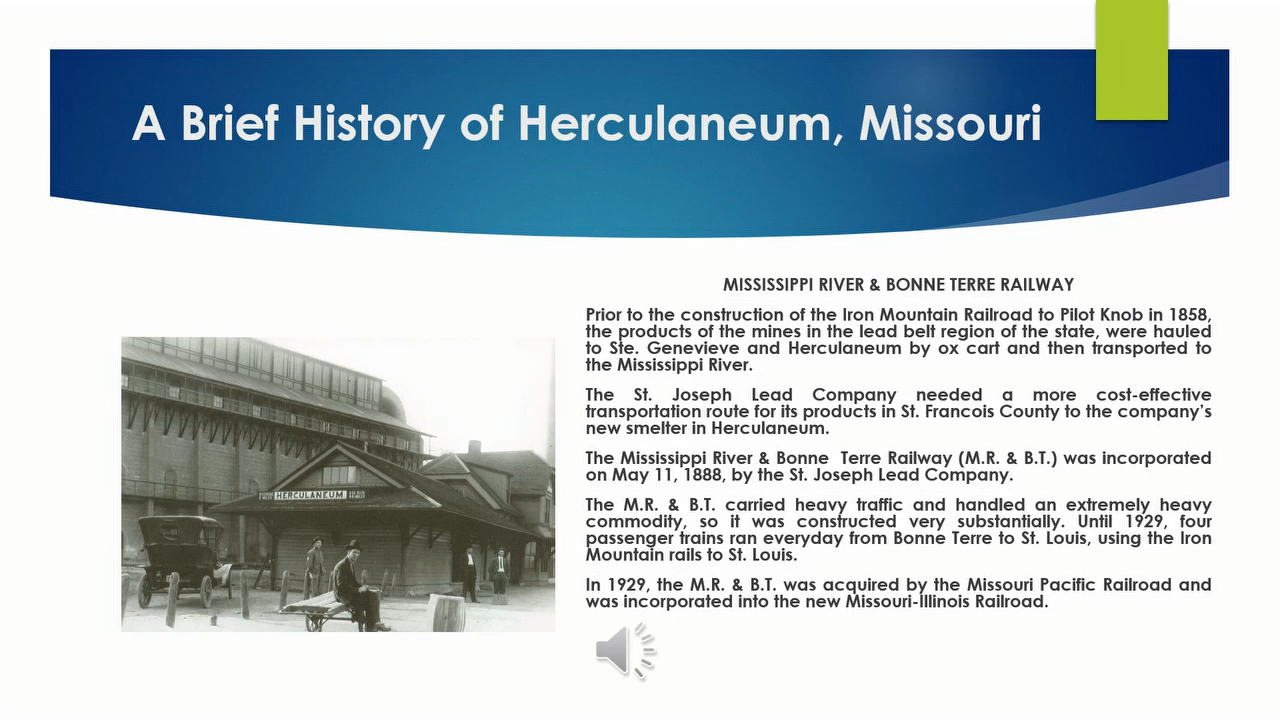 A Brief History of Herculaneum, Missouri
MISSISSIPPI RIVER & BONNE TERRE RAILWAY
Prior to the construction of the Iron Mountain Railroad to Pilot Knob in 1858,
the products of the mines in the lead belt region of the state, were hauled
to Ste. Genevieve and Herculaneum by ox cart and then transported to
the Mississippi River.
The St. Joseph Lead Company needed a more cost-effective
transportation route for its products in St. Francois County to the company's
new smelter in Herculaneum.
The Mississippi River & Bonne Terre Railway (M.R. & B.T.) was incorporated
on May 11, 1888, by the St. Joseph Lead Company.
The M.R. & B.T. carried heavy traffic and handled an extremely heavy
commodity, so it was constructed very substantially. Until 1929, four
passenger trains ran everyday from Bonne Terre to St. Louis, using the Iron
Mountain rails to St. Louis.
In 1929, the M.R. & B.T. was acquired by the Missouri Pacific Railroad and
was incorporated into the new Missouri-Illinois Railroad.
HERCULANEUM